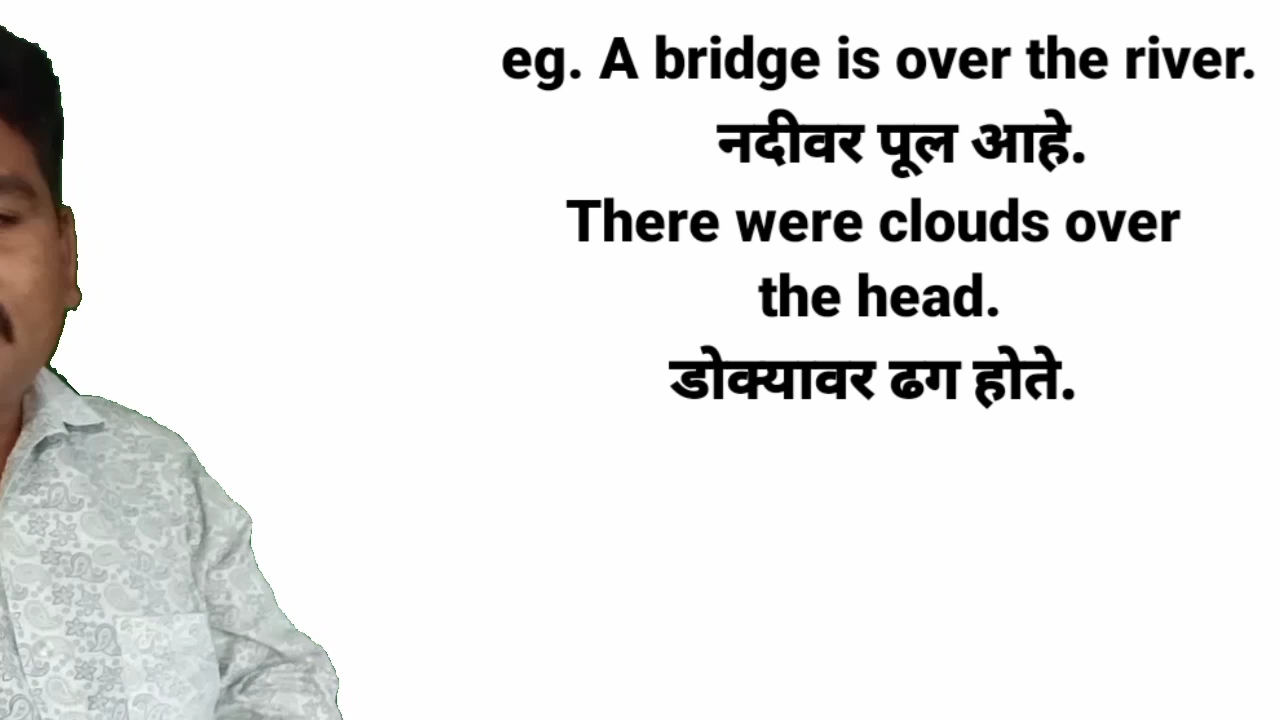 eg. A bridge is over the river.
नदीवर पूल आहे.
There were clouds over
the head.
डोक्यावर ढग होते.